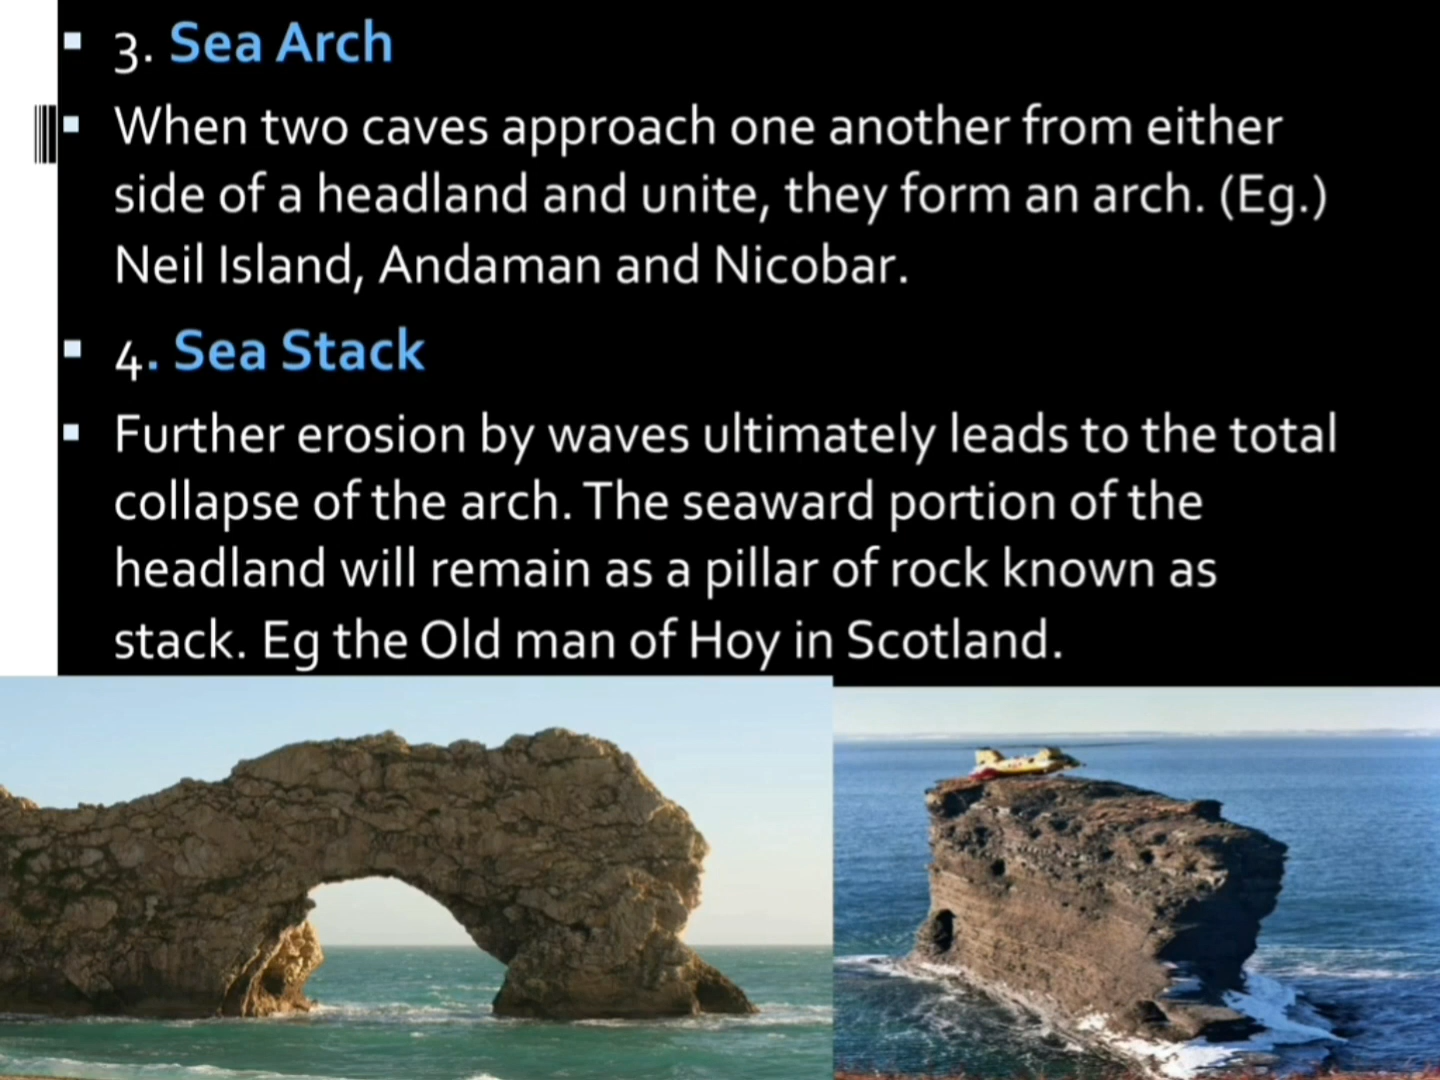 3. Sea Arch
When two caves approach one another from either
side of a headland and unite, they form an arch. (Eg.)
Neil Island, Andaman and Nicobar.
4. Sea Stack
Further erosion by waves ultimately leads to the total
collapse of the arch. The seaward portion of the
headland will remain as a pillar of rock known as
stack. Eg the Old man of Hoy in Scotland.